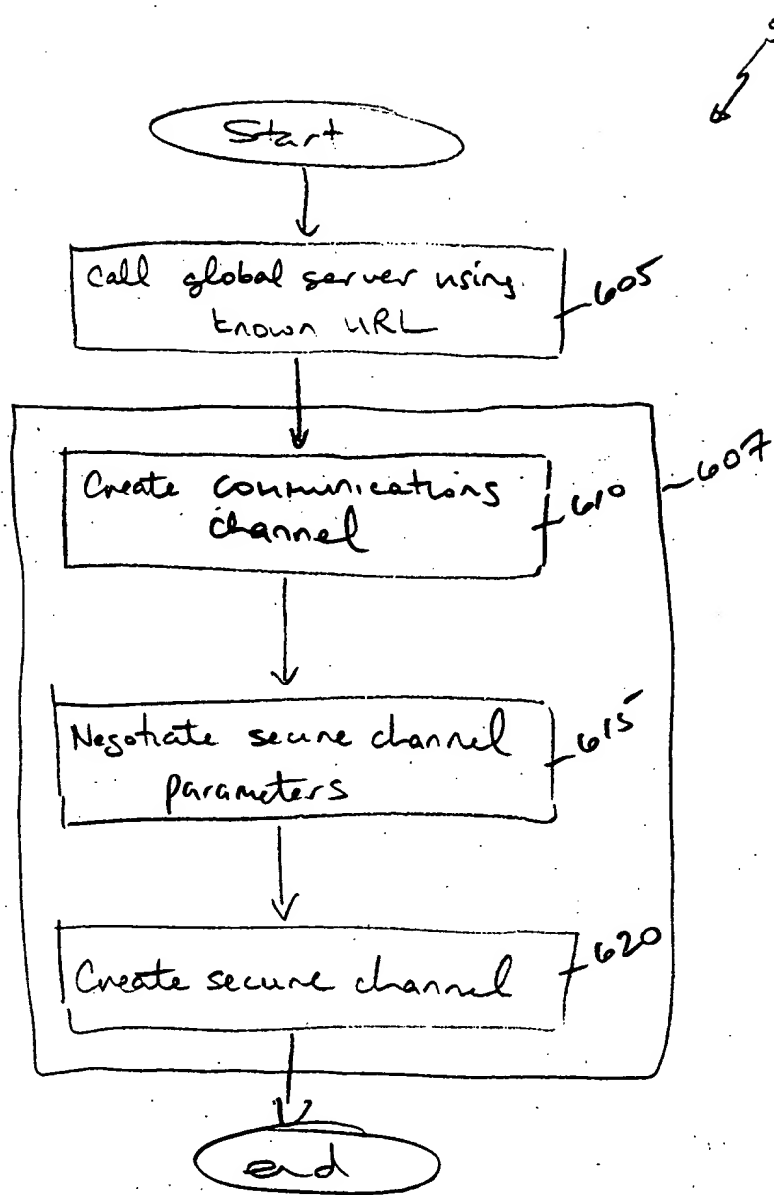 Start
Call global server using
known URL
605
607
Create communications
channel
610
Negotiate secure channel
parameters
615
Create secure channel
620
end